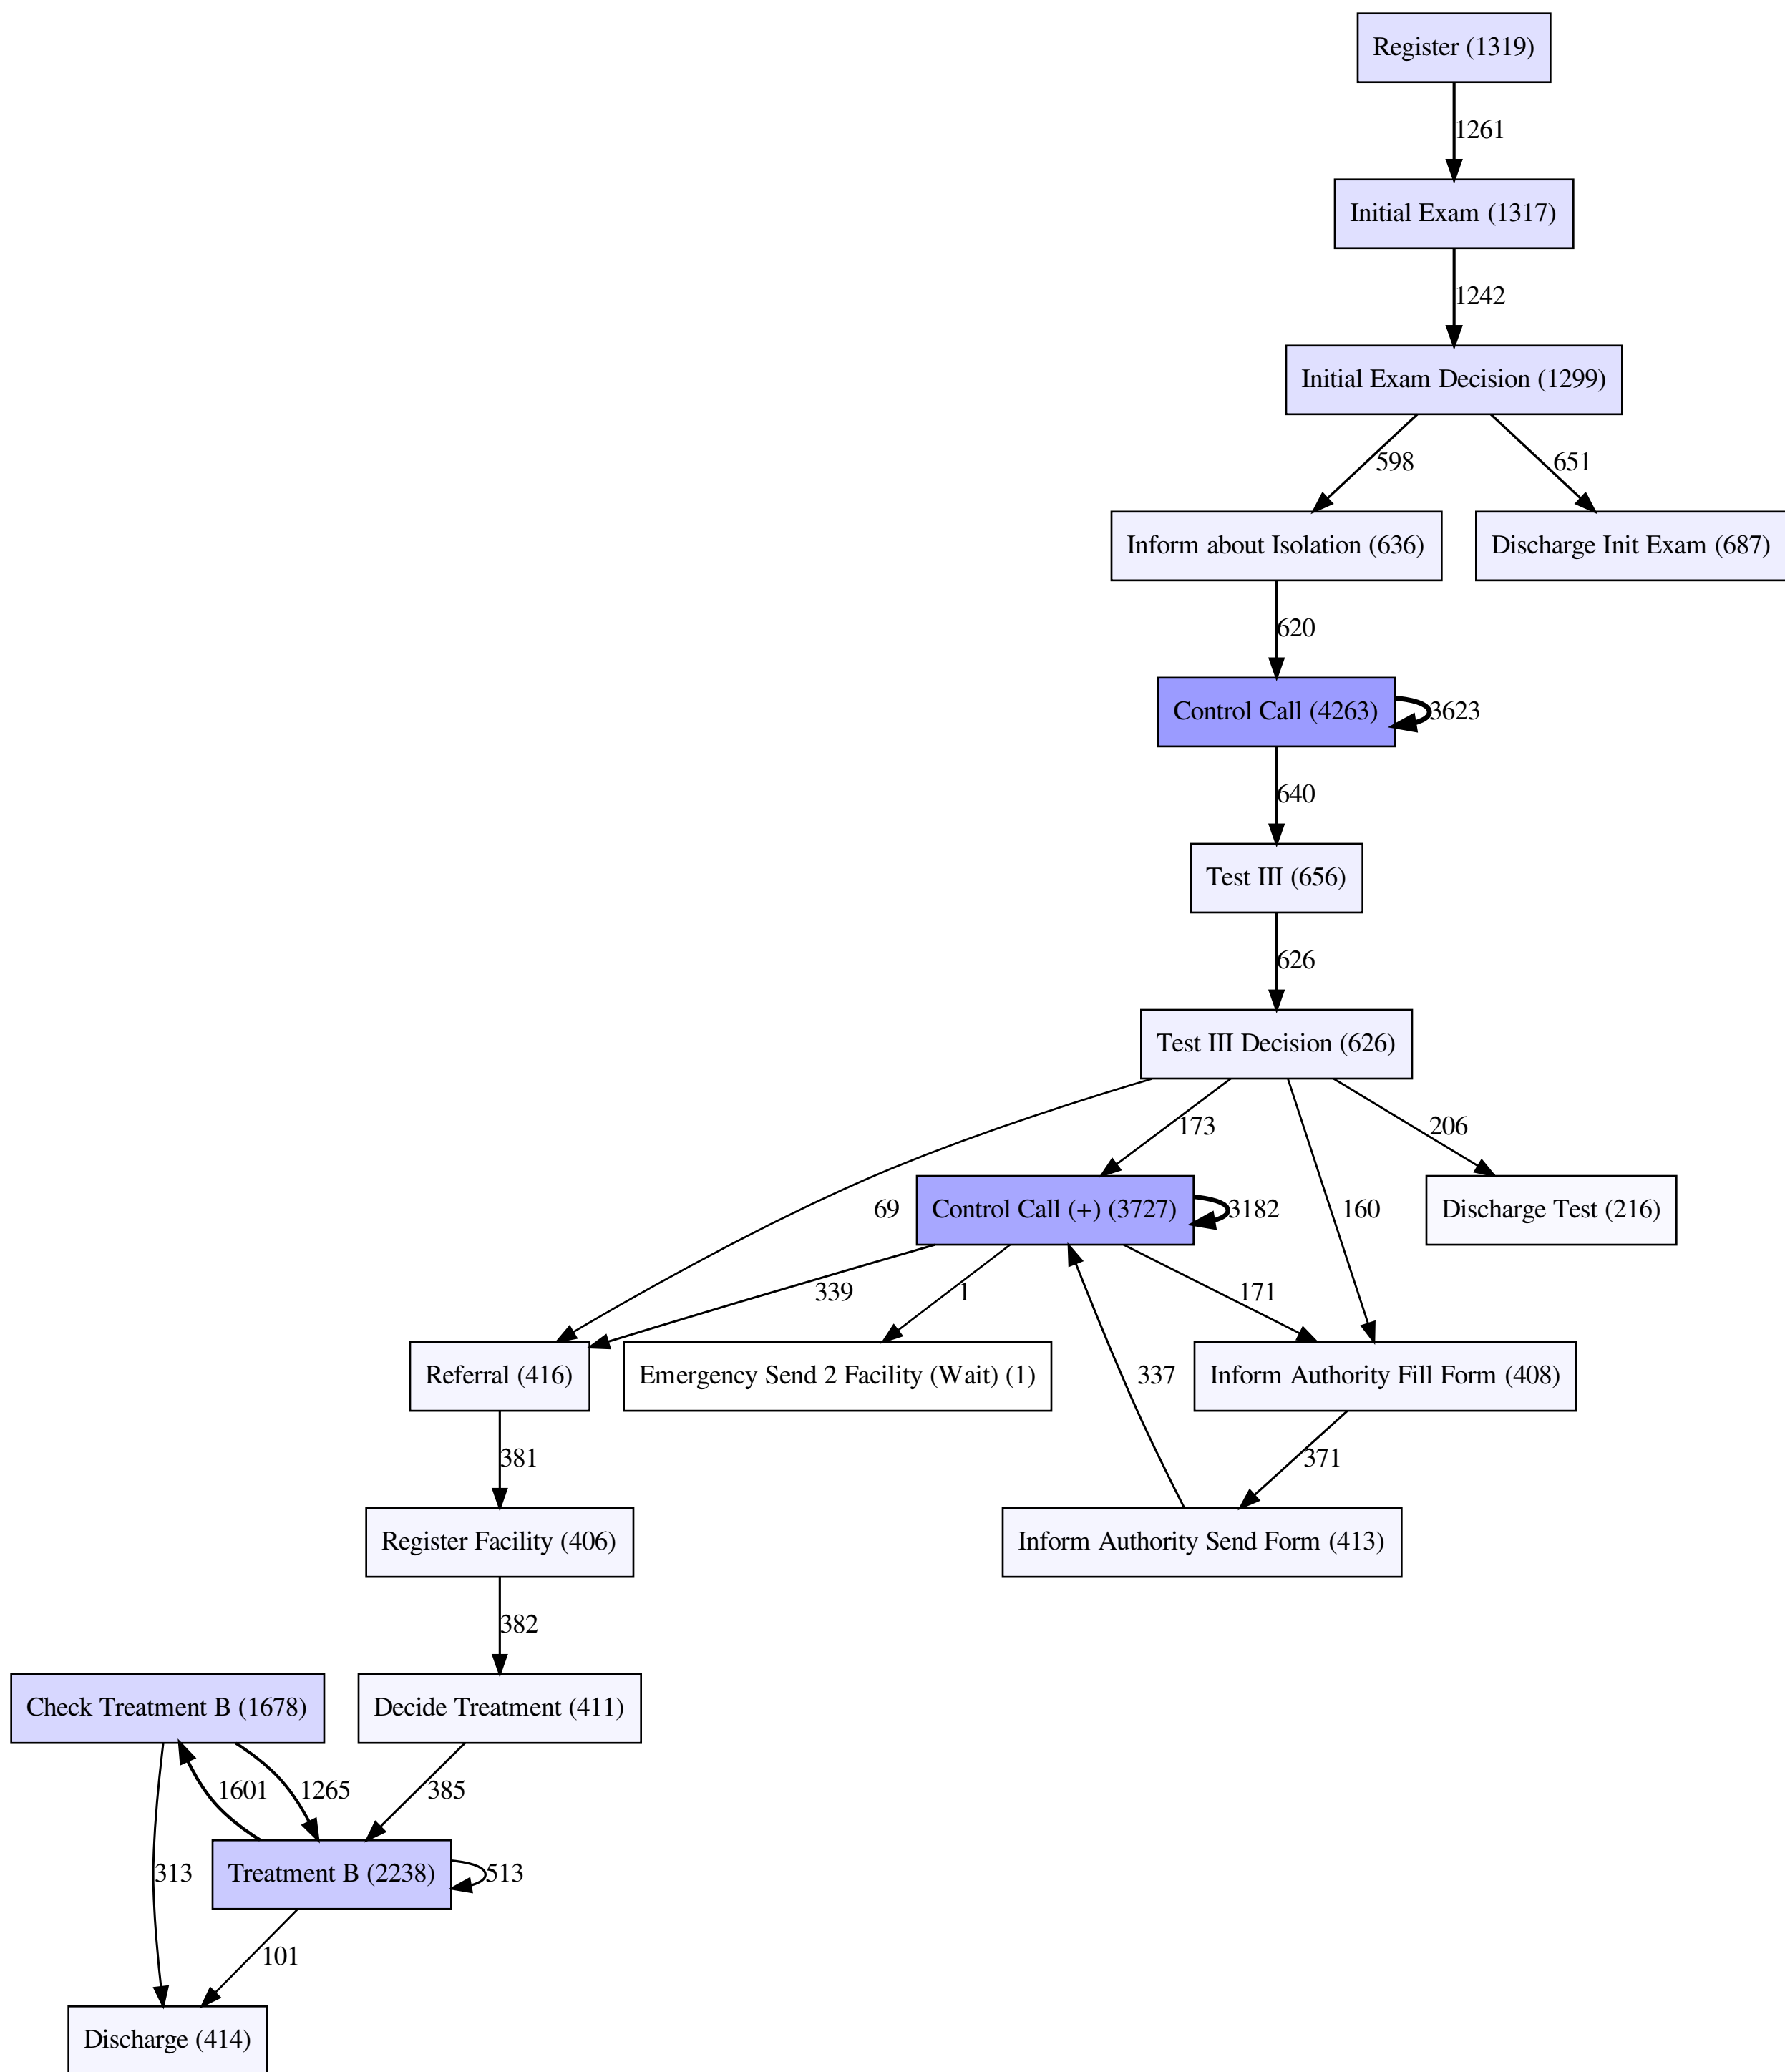 Register (1319)
1261
Initial Exam (1317)
1242
Initial Exam Decision (1299)
598
651
Inform about Isolation (636)
Discharge Init Exam (687)
620
Control Call (4263)
3623
640
Test III (656)
626
Test III Decision (626)
173
206
69
Control Call (+) (3727)
3182
160
Discharge Test (216)
339
1
171
Referral (416)
Emergency Send 2 Facility (Wait) (1)
337
Inform Authority Fill Form (408)
381
371
Register Facility (406)
Inform Authority Send Form (413)
382
Check Treatment B (1678)
Decide Treatment (411)
1601
1265
385
313
Treatment B (2238)
513
101
Discharge (414)